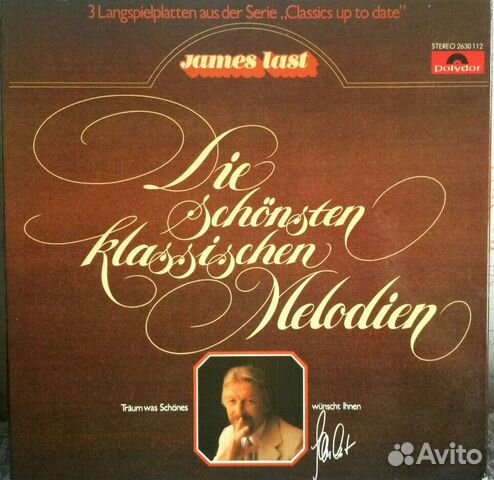 3 Langspielplatten aus der Serie „Classics up to date"
james last
STEREO 2630 112
Polydor
Die
schönsten
klassischen
Melodien
Träum was Schönes
wünscht Ihnen
Avito